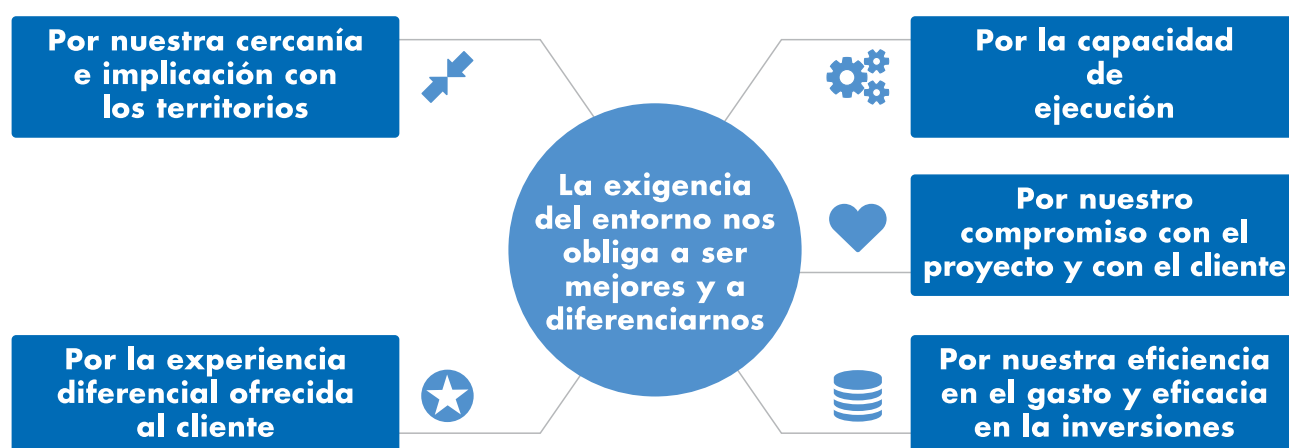 Por nuestra cercanía
e implicación con
los territorios
Por la capacidad
de
ejecución
La exigencia
del entorno nos
obliga a ser
mejores y a
diferenciarnos
Por nuestro
compromiso con el
proyecto y con el cliente
Por la experiencia
diferencial ofrecida
al cliente
Por nuestra eficiencia
en el gasto y eficacia
en la inversiones